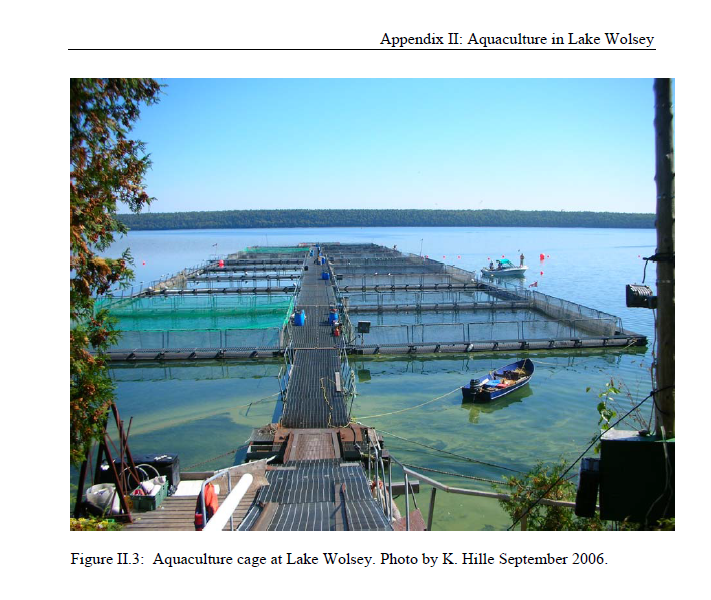 Appendix II: Aquaculture in Lake Wolsey
Figure II.3:  Aquaculture cage at Lake Wolsey. Photo by K. Hille September 2006.